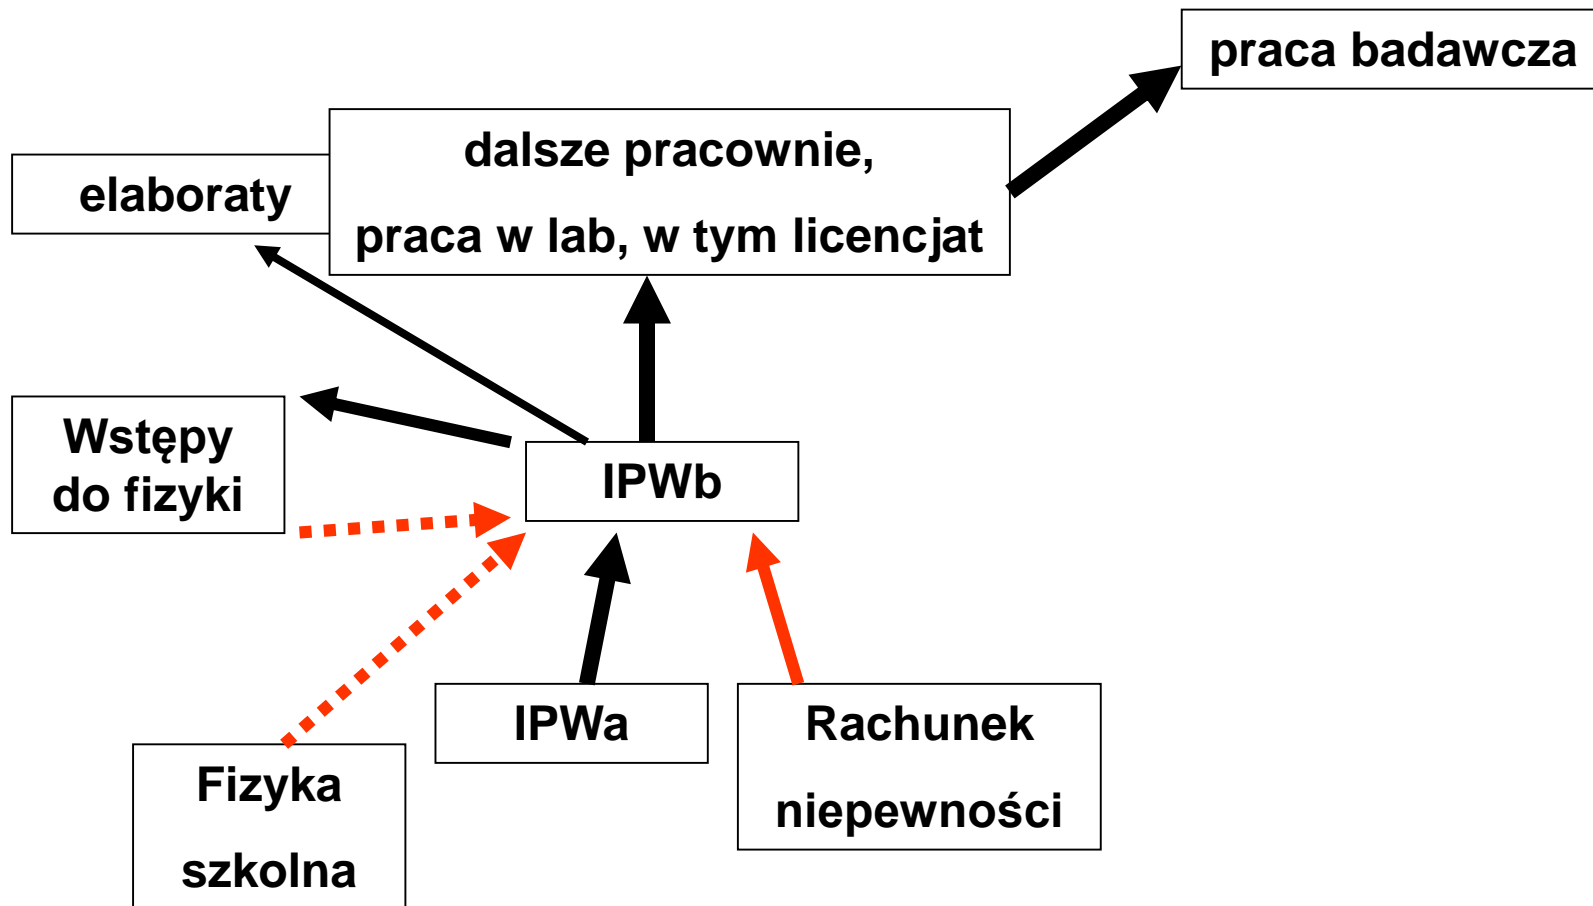 praca badawcza
dalsze pracownie,
praca w lab, w tym licencjat
elaboraty
Wstępy
do fizyki
IPWb
IPWa
Rachunek
niepewności
Fizyka
szkolna